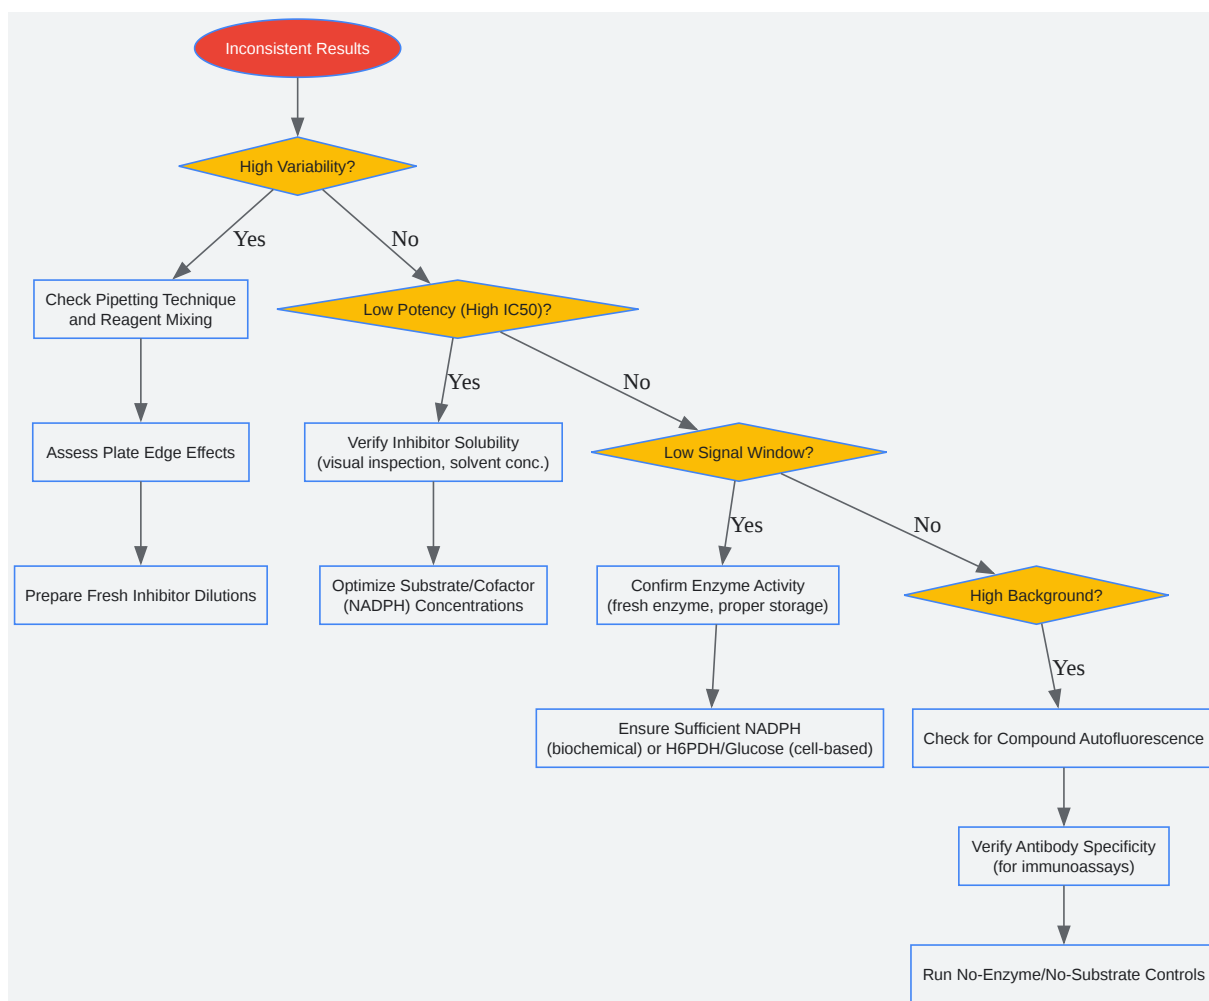 Inconsistent Results
High Variability?
Yes
No
Check Pipetting Technique
and Reagent Mixing
Low Potency (High IC50)?
Yes
No
Assess Plate Edge Effects
Verify Inhibitor Solubility
(visual inspection, solvent conc.)
Low Signal Window?
Yes
No
Prepare Fresh Inhibitor Dilutions
Optimize Substrate/Cofactor
(NADPH) Concentrations
Confirm Enzyme Activity
(fresh enzyme, proper storage)
High Background?
Yes
Ensure Sufficient NADPH
(biochemical) or H6PDH/Glucose (cell-based)
Check for Compound Autofluorescence
Verify Antibody Specificity
(for immunoassays)
Run No-Enzyme/No-Substrate Controls